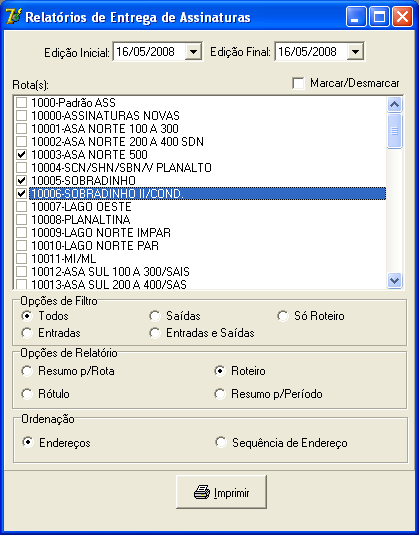 Relatórios de Entrega de Assinaturas
Edição Inicial: 16/05/2008 Edição Final: 16/05/2008
Rota(s): Marcar/Desmarcar
1000-Padrão ASS
10000-ASSINATURAS NOVAS
10001-ASA NORTE 100 A 300
10002-ASA NORTE 200 A 400 SDN
10003-ASA NORTE 500
10004-SCN/SHN/SBN/V PLANALTO
10005-SOBRADINHO
10006-SOBRADINHO II/COND.
10007-LAGO OESTE
10008-PLANALTINA
10009-LAGO NORTE IMPAR
10010-LAGO NORTE PAR
10011-MI/ML
10012-ASA SUL 100 A 300/SAIS
10013-ASA SUL 200 A 400/SAS
Opções de Filtro
Todos Saídas Só Roteiro
Entradas Entradas e Saídas
Opções de Relatório
Resumo p/Rota Roteiro
Rótulo Resumo p/Período
Ordenação
Endereços Sequência de Endereço
Imprimir